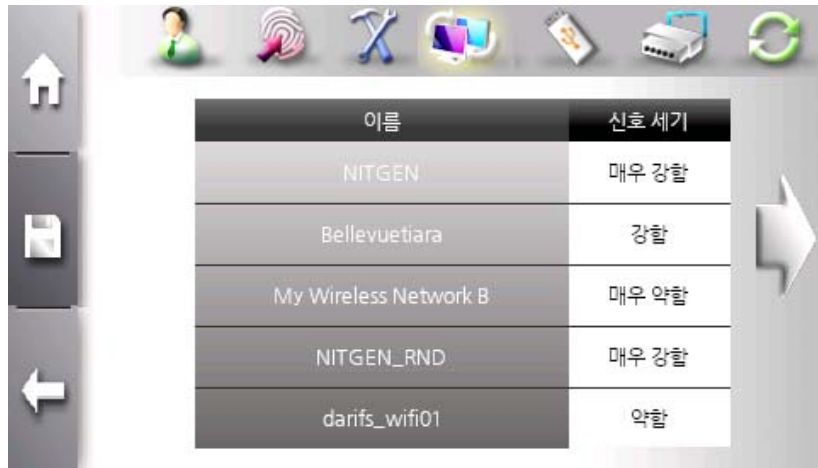 이름 신호 세기
NITGEN 매우 강함
Bellevuetiara 강함
My Wireless Network B 매우 약함
NITGEN_RND 매우 강함
darifs_wifi01 약함